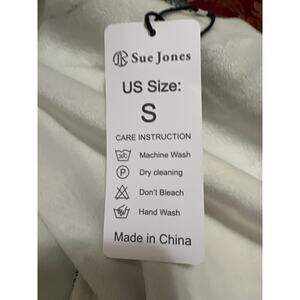 Sue Jones
US Size:
S
CARE INSTRUCTION
Machine Wash
P Dry cleaning
Don't Bleach
Hand Wash
Made in China